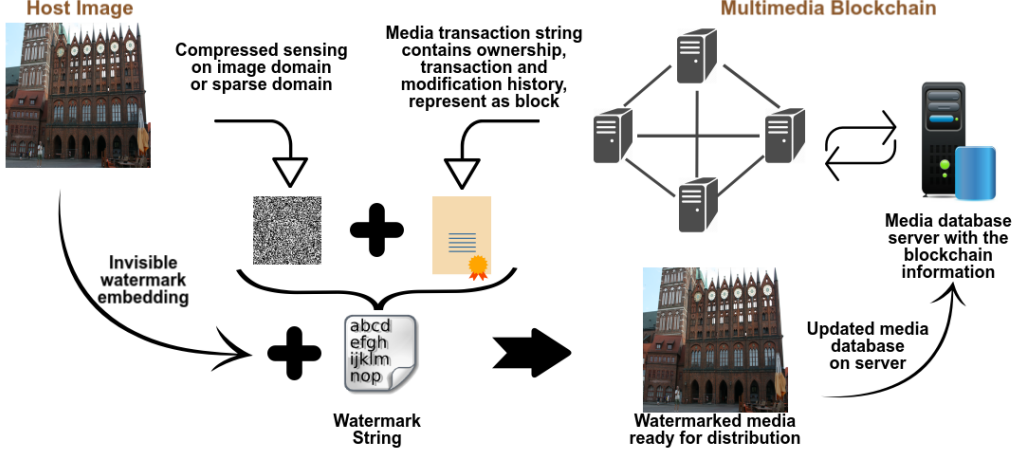 Host Image
Compressed sensing
on image domain
or sparse domain
Media transaction string
contains ownership,
transaction and
modification history,
represent as block
Multimedia Blockchain
Media database
server with the
blockchain
information
Invisible
watermark
embedding
abcd
efgh
ijklm
nop
Watermark
String
Updated media
database
on server
Watermarked media
ready for distribution